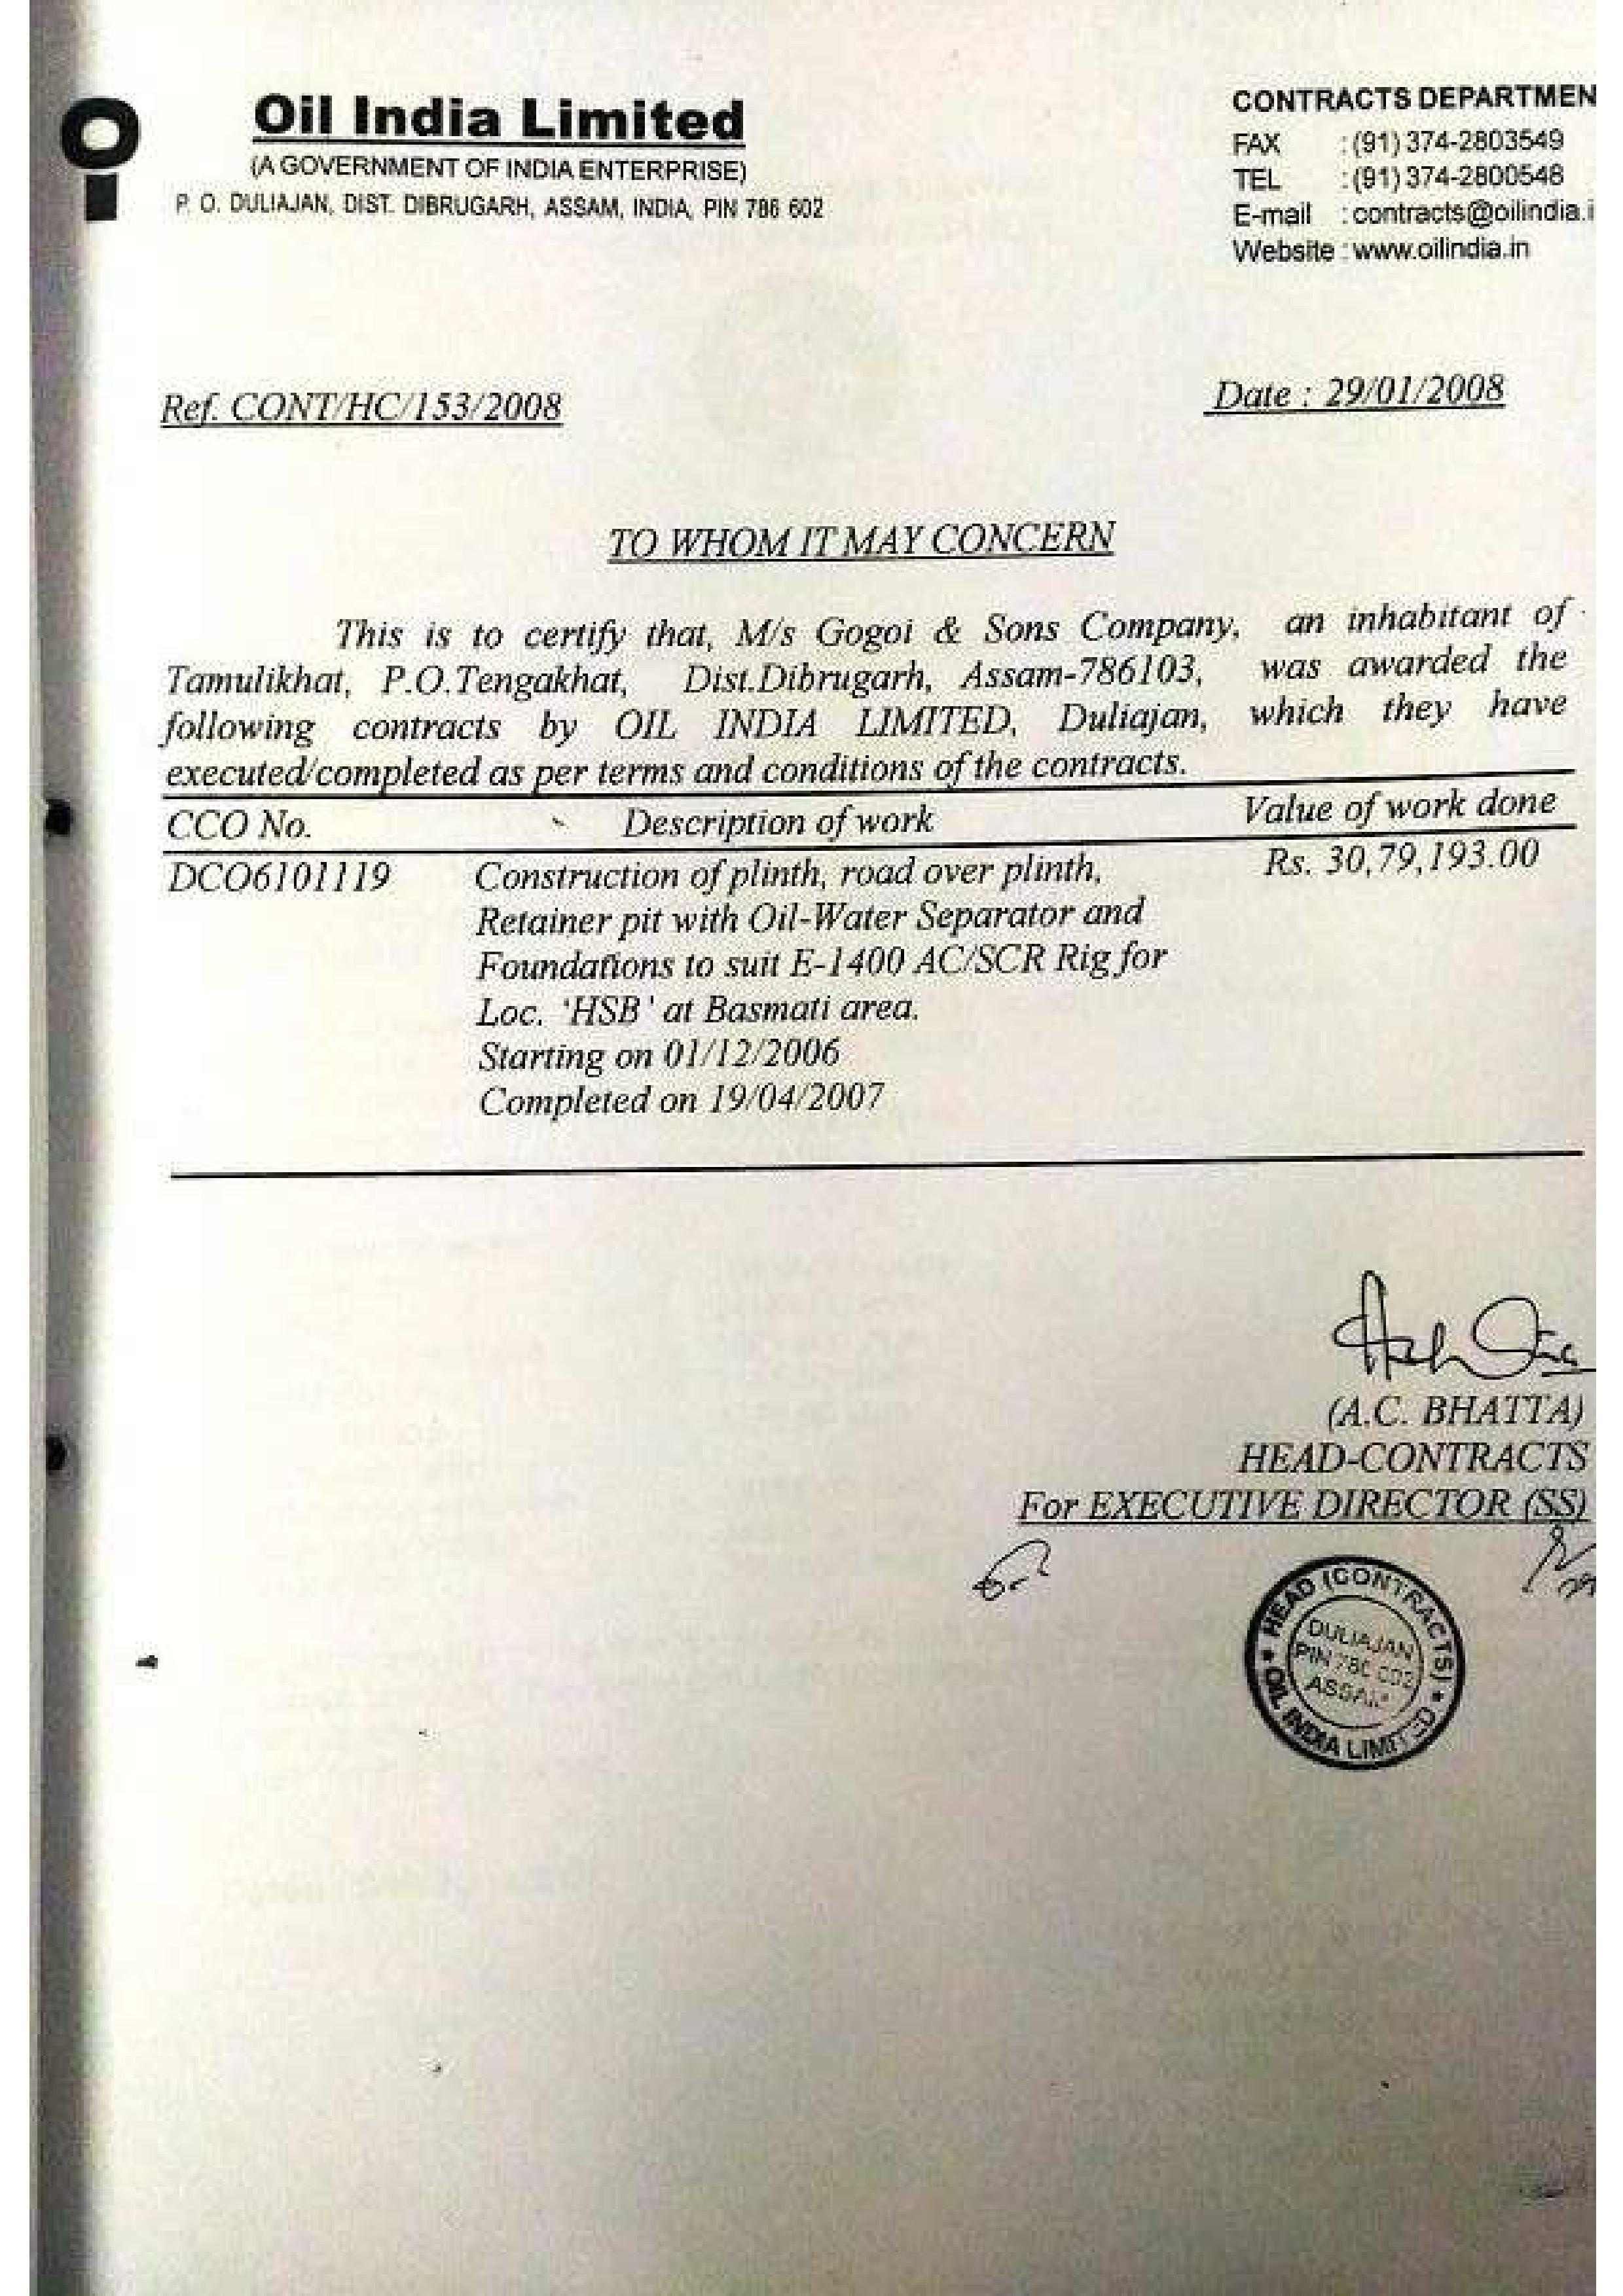 Oil India Limited
(A GOVERNMENT OF INDIA ENTERPRISE)
P. O. DULIAJAN, DIST. DIBRUGARH, ASSAM, INDIA, PIN 786 602
CONTRACTS DEPARTMEN
FAX : (91) 374-2803549
TEL : (91) 374-2800548
E-mail : contracts@oilindia.i
Website : www.oilindia.in
Ref. CONT/HC/153/2008
Date : 29/01/2008
TO WHOM IT MAY CONCERN
This is to certify that, M/s Gogoi & Sons Company, an inhabitant of
Tamulikhat, P.O.Tengakhat, Dist.Dibrugarh, Assam-786103, was awarded the
following contracts by OIL INDIA LIMITED, Duliajan, which they have
executed/completed as per terms and conditions of the contracts.
CCO No. Description of work Value of work done
DCO6101119 Construction of plinth, road over plinth, Rs. 30,79,193.00
Retainer pit with Oil-Water Separator and
Foundations to suit E-1400 AC/SCR Rig for
Loc. 'HSB' at Basmati area.
Starting on 01/12/2006
Completed on 19/04/2007
(A.C. BHATTA)
HEAD-CONTRACTS
For EXECUTIVE DIRECTOR (SS)
HEAD (CONTRACTS)
DULIAJAN
PIN 786 602
ASSAM
OIL INDIA LIMITED